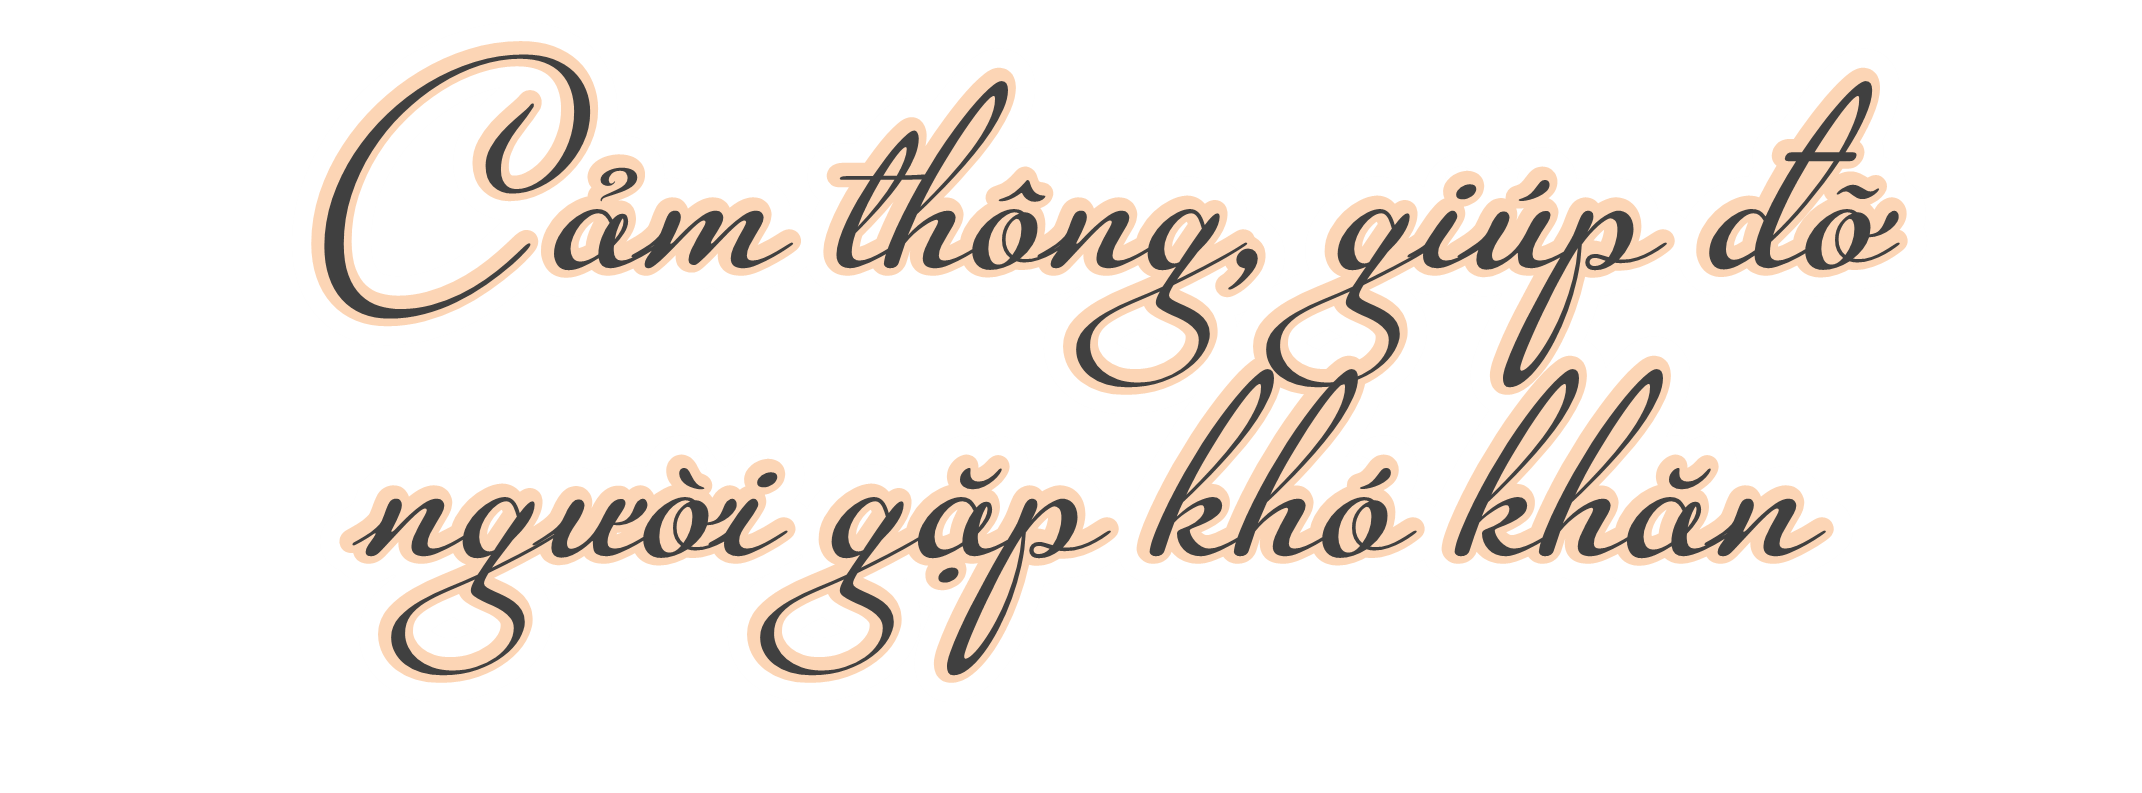 Cảm thông, giúp đỡ
người gặp khó khăn